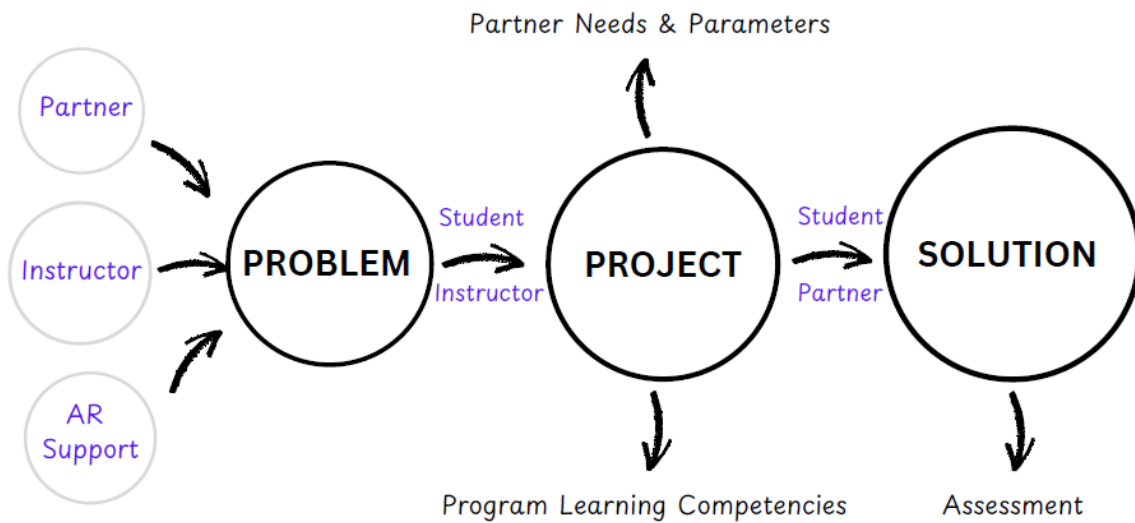 Partner Needs & Parameters
Partner
Instructor
AR
Support
PROBLEM
Student
Instructor
PROJECT
Student
Partner
SOLUTION
Program Learning Competencies
Assessment